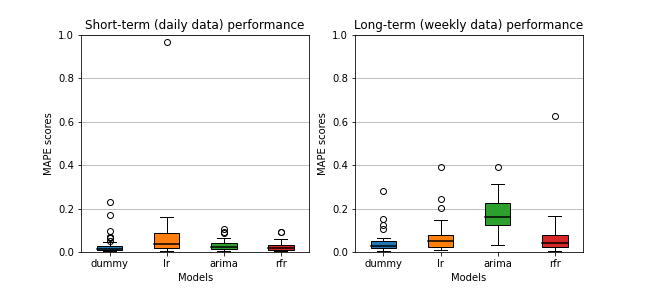 Short-term (daily data) performance
1.0
0.8
0.6
0.4
0.2
0.0
MAPE scores
dummy lr arima rfr
Models
Long-term (weekly data) performance
1.0
0.8
0.6
0.4
0.2
0.0
MAPE scores
dummy lr arima rfr
Models